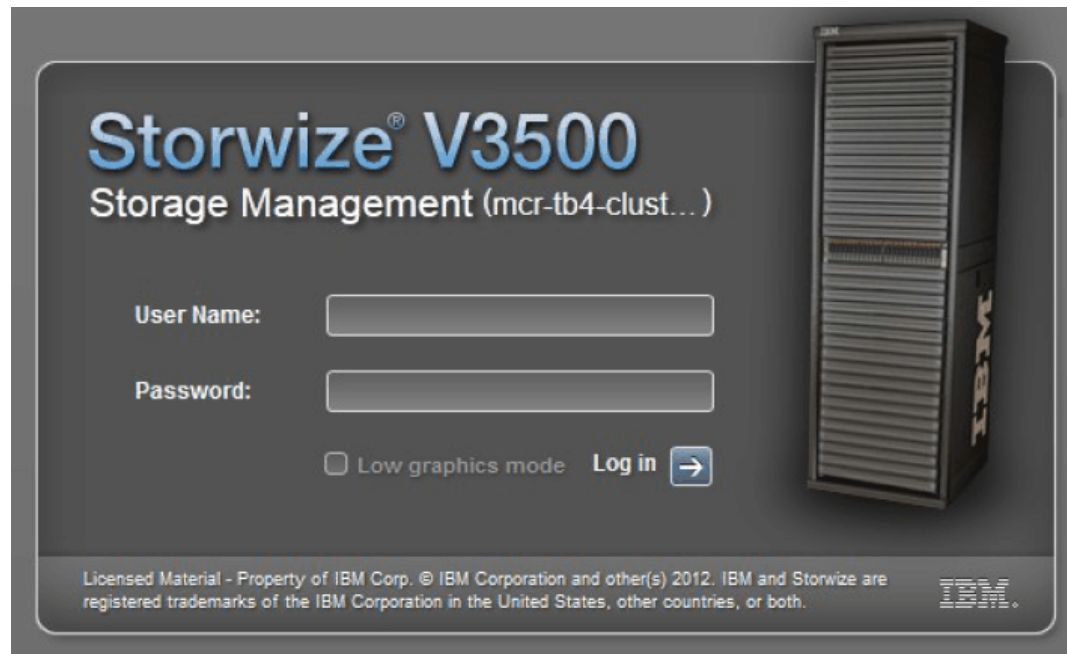 IBM
Storwize® V3500
Storage Management (mcr-tb4-clust...)
User Name:
Password:
Low graphics mode
Log in
IBM
Licensed Material - Property of IBM Corp. © IBM Corporation and other(s) 2012. IBM and Storwize are
registered trademarks of the IBM Corporation in the United States, other countries, or both.
IBM.